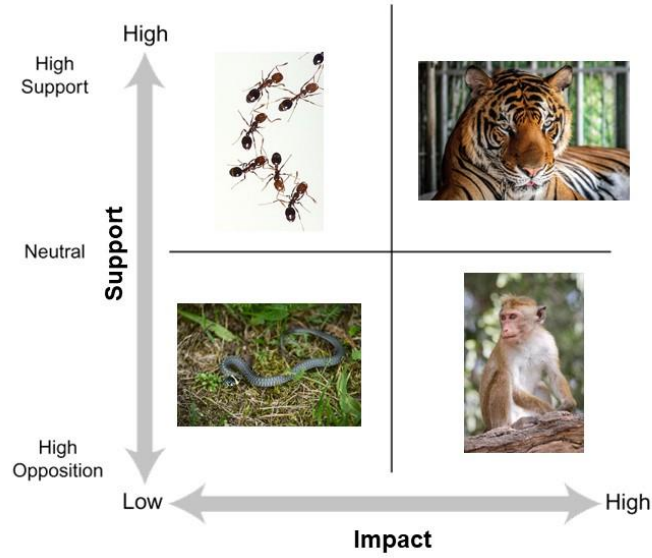 High
High
Support
Support
Neutral
High
Opposition
Low
High
Impact